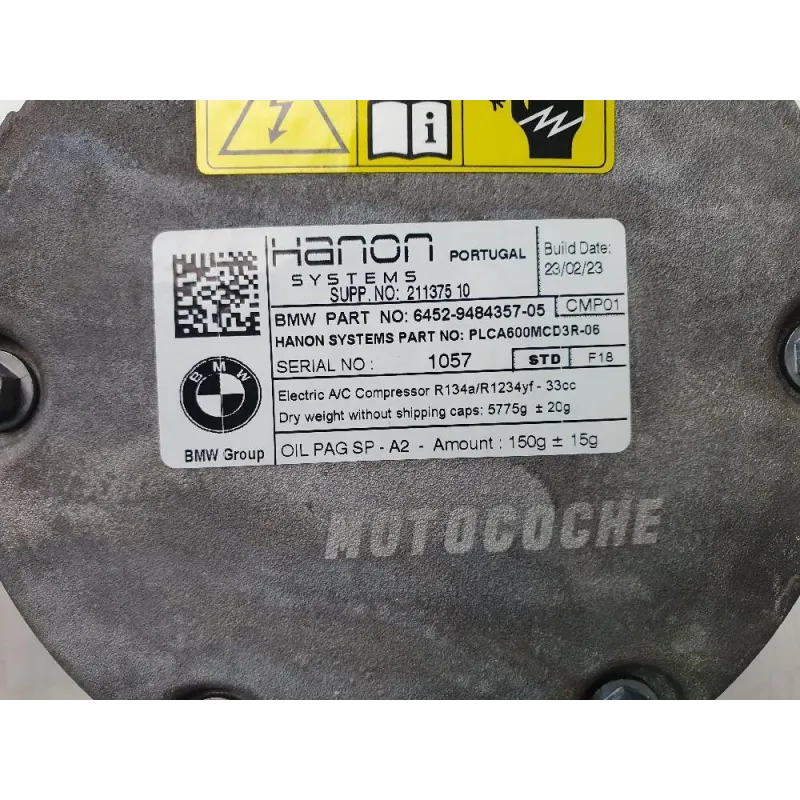 Hanon
SYSTEMS
PORTUGAL
Build Date:
23/02/23
SUPP. NO: 211375 10
BMW PART NO: 6452-9484357-05
CMP01
HANON SYSTEMS PART NO: PLCA600MCD3R-06
SERIAL NO : 1057 STD F18
BMW
BMW Group
Electric A/C Compressor R134a/R1234yf - 33cc
Dry weight without shipping caps: 5775g ± 20g
OIL PAG SP - A2 - Amount : 150g ± 15g
MOTOCOCHE